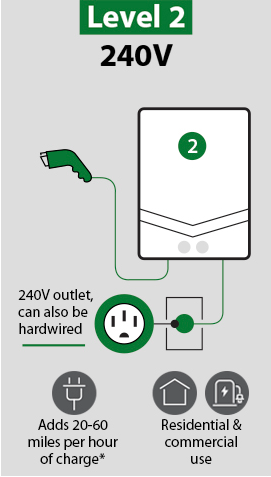 Level 2
240V
2
240V outlet,
can also be
hardwired
Adds 20-60
miles per hour
of charge*
Residential &
commercial
use